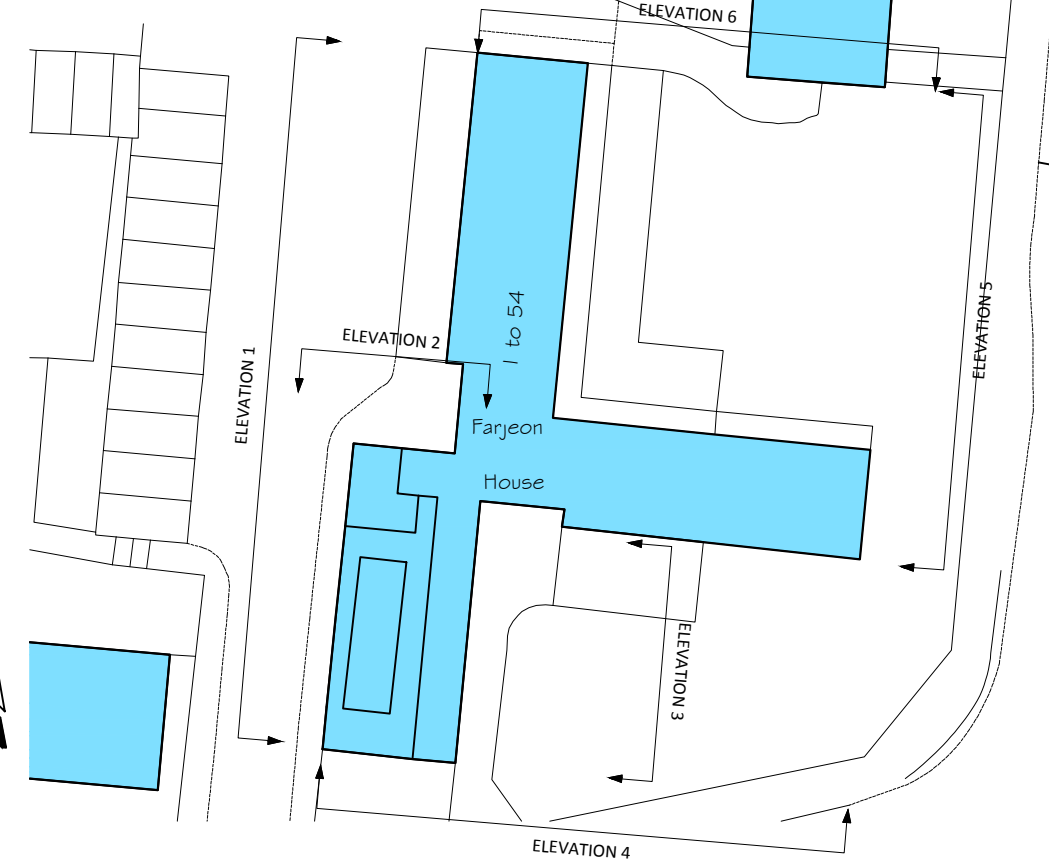 ELEVATION 6
ELEVATION 5
1 to 54
ELEVATION 2
ELEVATION 1
Farjeon
House
ELEVATION 3
ELEVATION 4